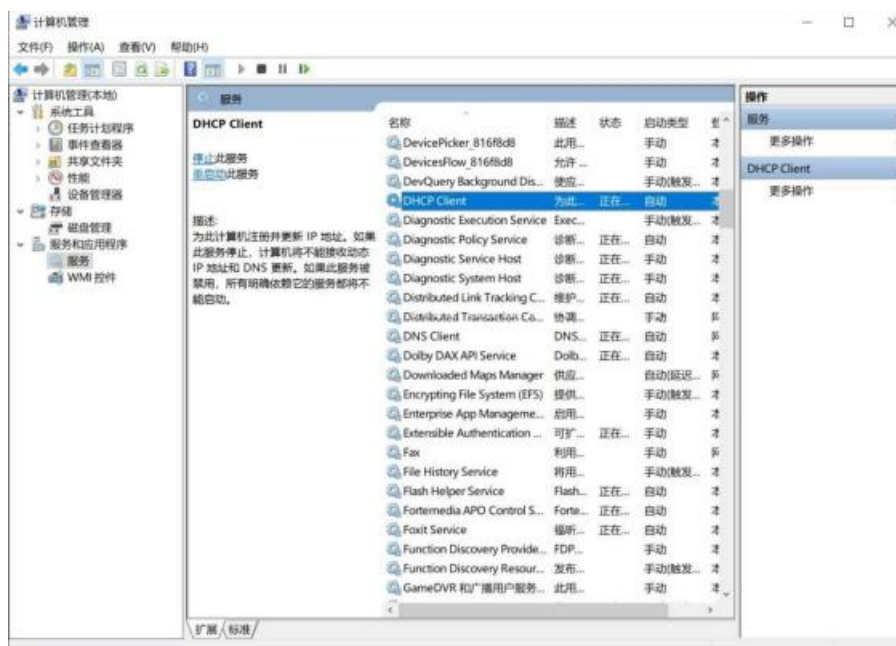 计算机管理
文件(F) 操作(A) 查看(V) 帮助(H)
计算机管理(本地)
系统工具
任务计划程序
事件查看器
共享文件夹
性能
设备管理器
存储
磁盘管理
服务和应用程序
服务
WMI 控件
服务
DHCP Client
停止此服务
重启动此服务
描述:
为此计算机注册并更新 IP 地址。如果
此服务停止，计算机将不能接收动态
IP 地址和 DNS 更新。如果此服务被
禁用，所有明确依赖它的服务都将不
能启动。
名称 描述 状态 启动类型
DevicePicker_816f8d8 此用... 手动
DevicesFlow_816f8d8 允许 ... 手动
DevQuery Background Dis... 使应... 手动(触发...
DHCP Client 为此... 正在... 自动
Diagnostic Execution Service Exec... 手动(触发...
Diagnostic Policy Service 诊断... 正在... 自动
Diagnostic Service Host 诊断... 正在... 手动
Diagnostic System Host 诊断... 正在... 手动
Distributed Link Tracking C... 维护... 正在... 自动
Distributed Transaction Co... 协调... 手动
DNS Client DNS... 正在... 自动
Dolby DAX API Service Dolb... 正在... 自动
Downloaded Maps Manager 供应... 自动(延迟...
Encrypting File System (EFS) 提供... 手动(触发...
Enterprise App Manageme... 启用... 手动
Extensible Authentication ... 可扩... 正在... 手动
Fax 利用... 手动
File History Service 将用... 手动(触发...
Flash Helper Service Flash... 正在... 自动
Fortemedia APO Control S... Forte... 正在... 自动
Foxit Service 福昕... 正在... 自动
Function Discovery Provide... FDP... 手动
Function Discovery Resour... 发布... 手动(触发...
GameDVR 和广播用户服务... 此用... 手动
扩展 标准
操作
服务
更多操作
DHCP Client
更多操作